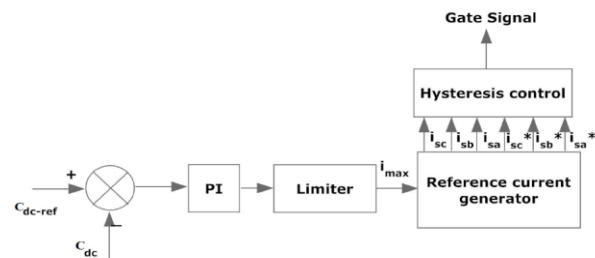 Gate Signal
Hysteresis control
isc isb isa isc* isb* isa*
imax
+
PI
Limiter
Reference current
generator
Cdc-ref
−
Cdc